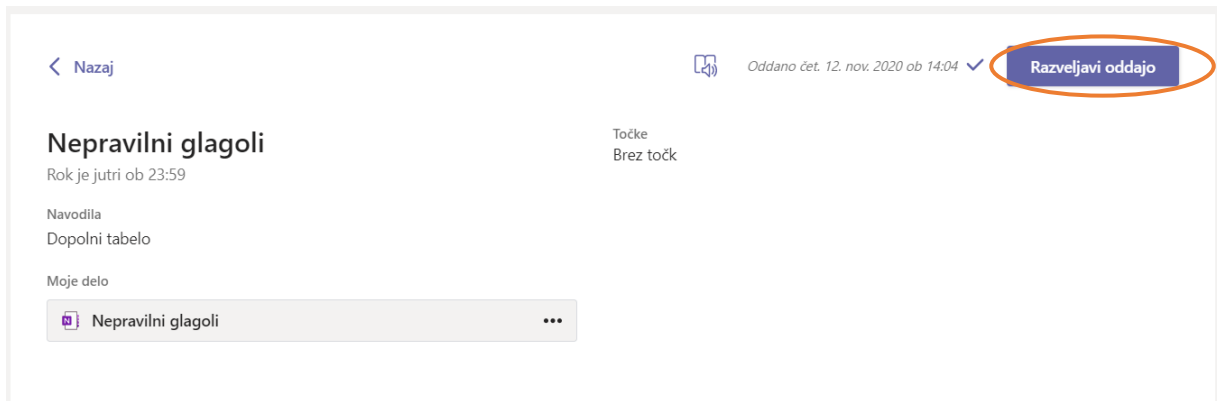 Nazaj
Oddano čet. 12. nov. 2020 ob 14:04
Razveljavi oddajo
Nepravilni glagoli
Rok je jutri ob 23:59
Točke
Brez točk
Navodila
Dopolni tabelo
Moje delo
N Nepravilni glagoli